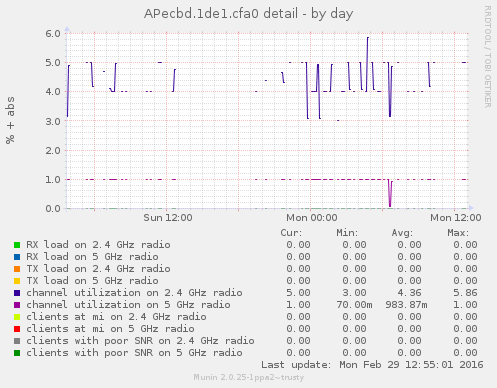 APecbd.1de1.cfa0 detail - by day
RRDTOOL / TOBI OETIKER
% + abs
6.0
5.0
4.0
3.0
2.0
1.0
0.0
Sun 12:00 Mon 00:00 Mon 12:00
Cur: Min: Avg: Max:
RX load on 2.4 GHz radio 0.00 0.00 0.00 0.00
RX load on 5 GHz radio 0.00 0.00 0.00 0.00
TX load on 2.4 GHz radio 0.00 0.00 0.00 0.00
TX load on 5 GHz radio 0.00 0.00 0.00 0.00
channel utilization on 2.4 GHz radio 5.00 3.00 4.36 5.86
channel utilization on 5 GHz radio 1.00 70.00m 983.87m 1.00
clients at mi on 2.4 GHz radio 0.00 0.00 0.00 0.00
clients at mi on 5 GHz radio 0.00 0.00 0.00 0.00
clients with poor SNR on 2.4 GHz radio 0.00 0.00 0.00 0.00
clients with poor SNR on 5 GHz radio 0.00 0.00 0.00 0.00
Last update: Mon Feb 29 12:55:01 2016
Munin 2.0.25-1ppa2~trusty